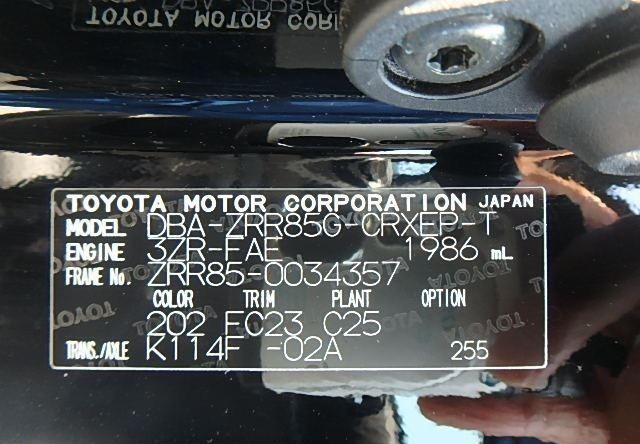 TOYOTA MOTOR CORPORATION JAPAN
MODEL DBA-ZRR85G-CRXEP-T
ENGINE 3ZR-FAE 1986 mL
FRAME No. ZRR85-0034357
COLOR TRIM PLANT OPTION
202 FC23 C25
TRANS./AXLE K114F -02A 255